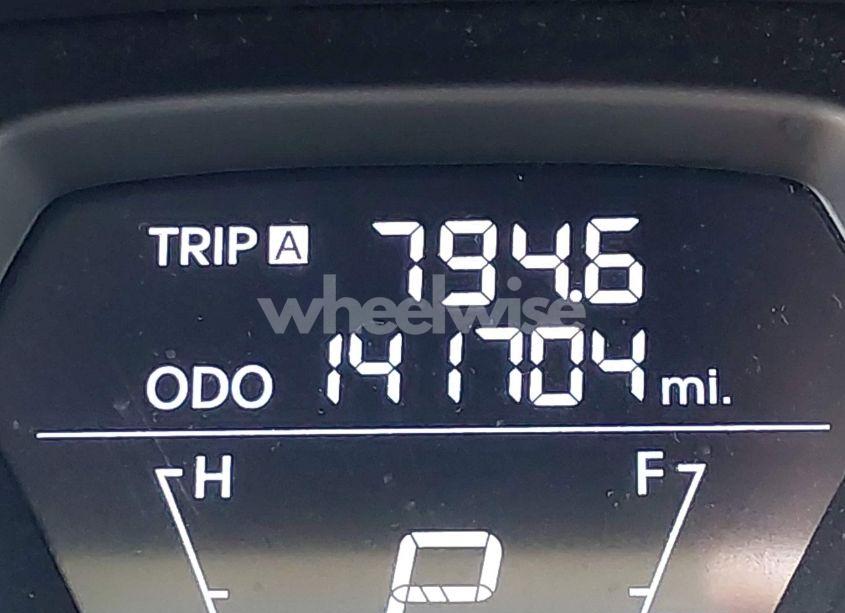 TRIP A 794.6
wheelwise
ODO 141704 mi.
H F
P